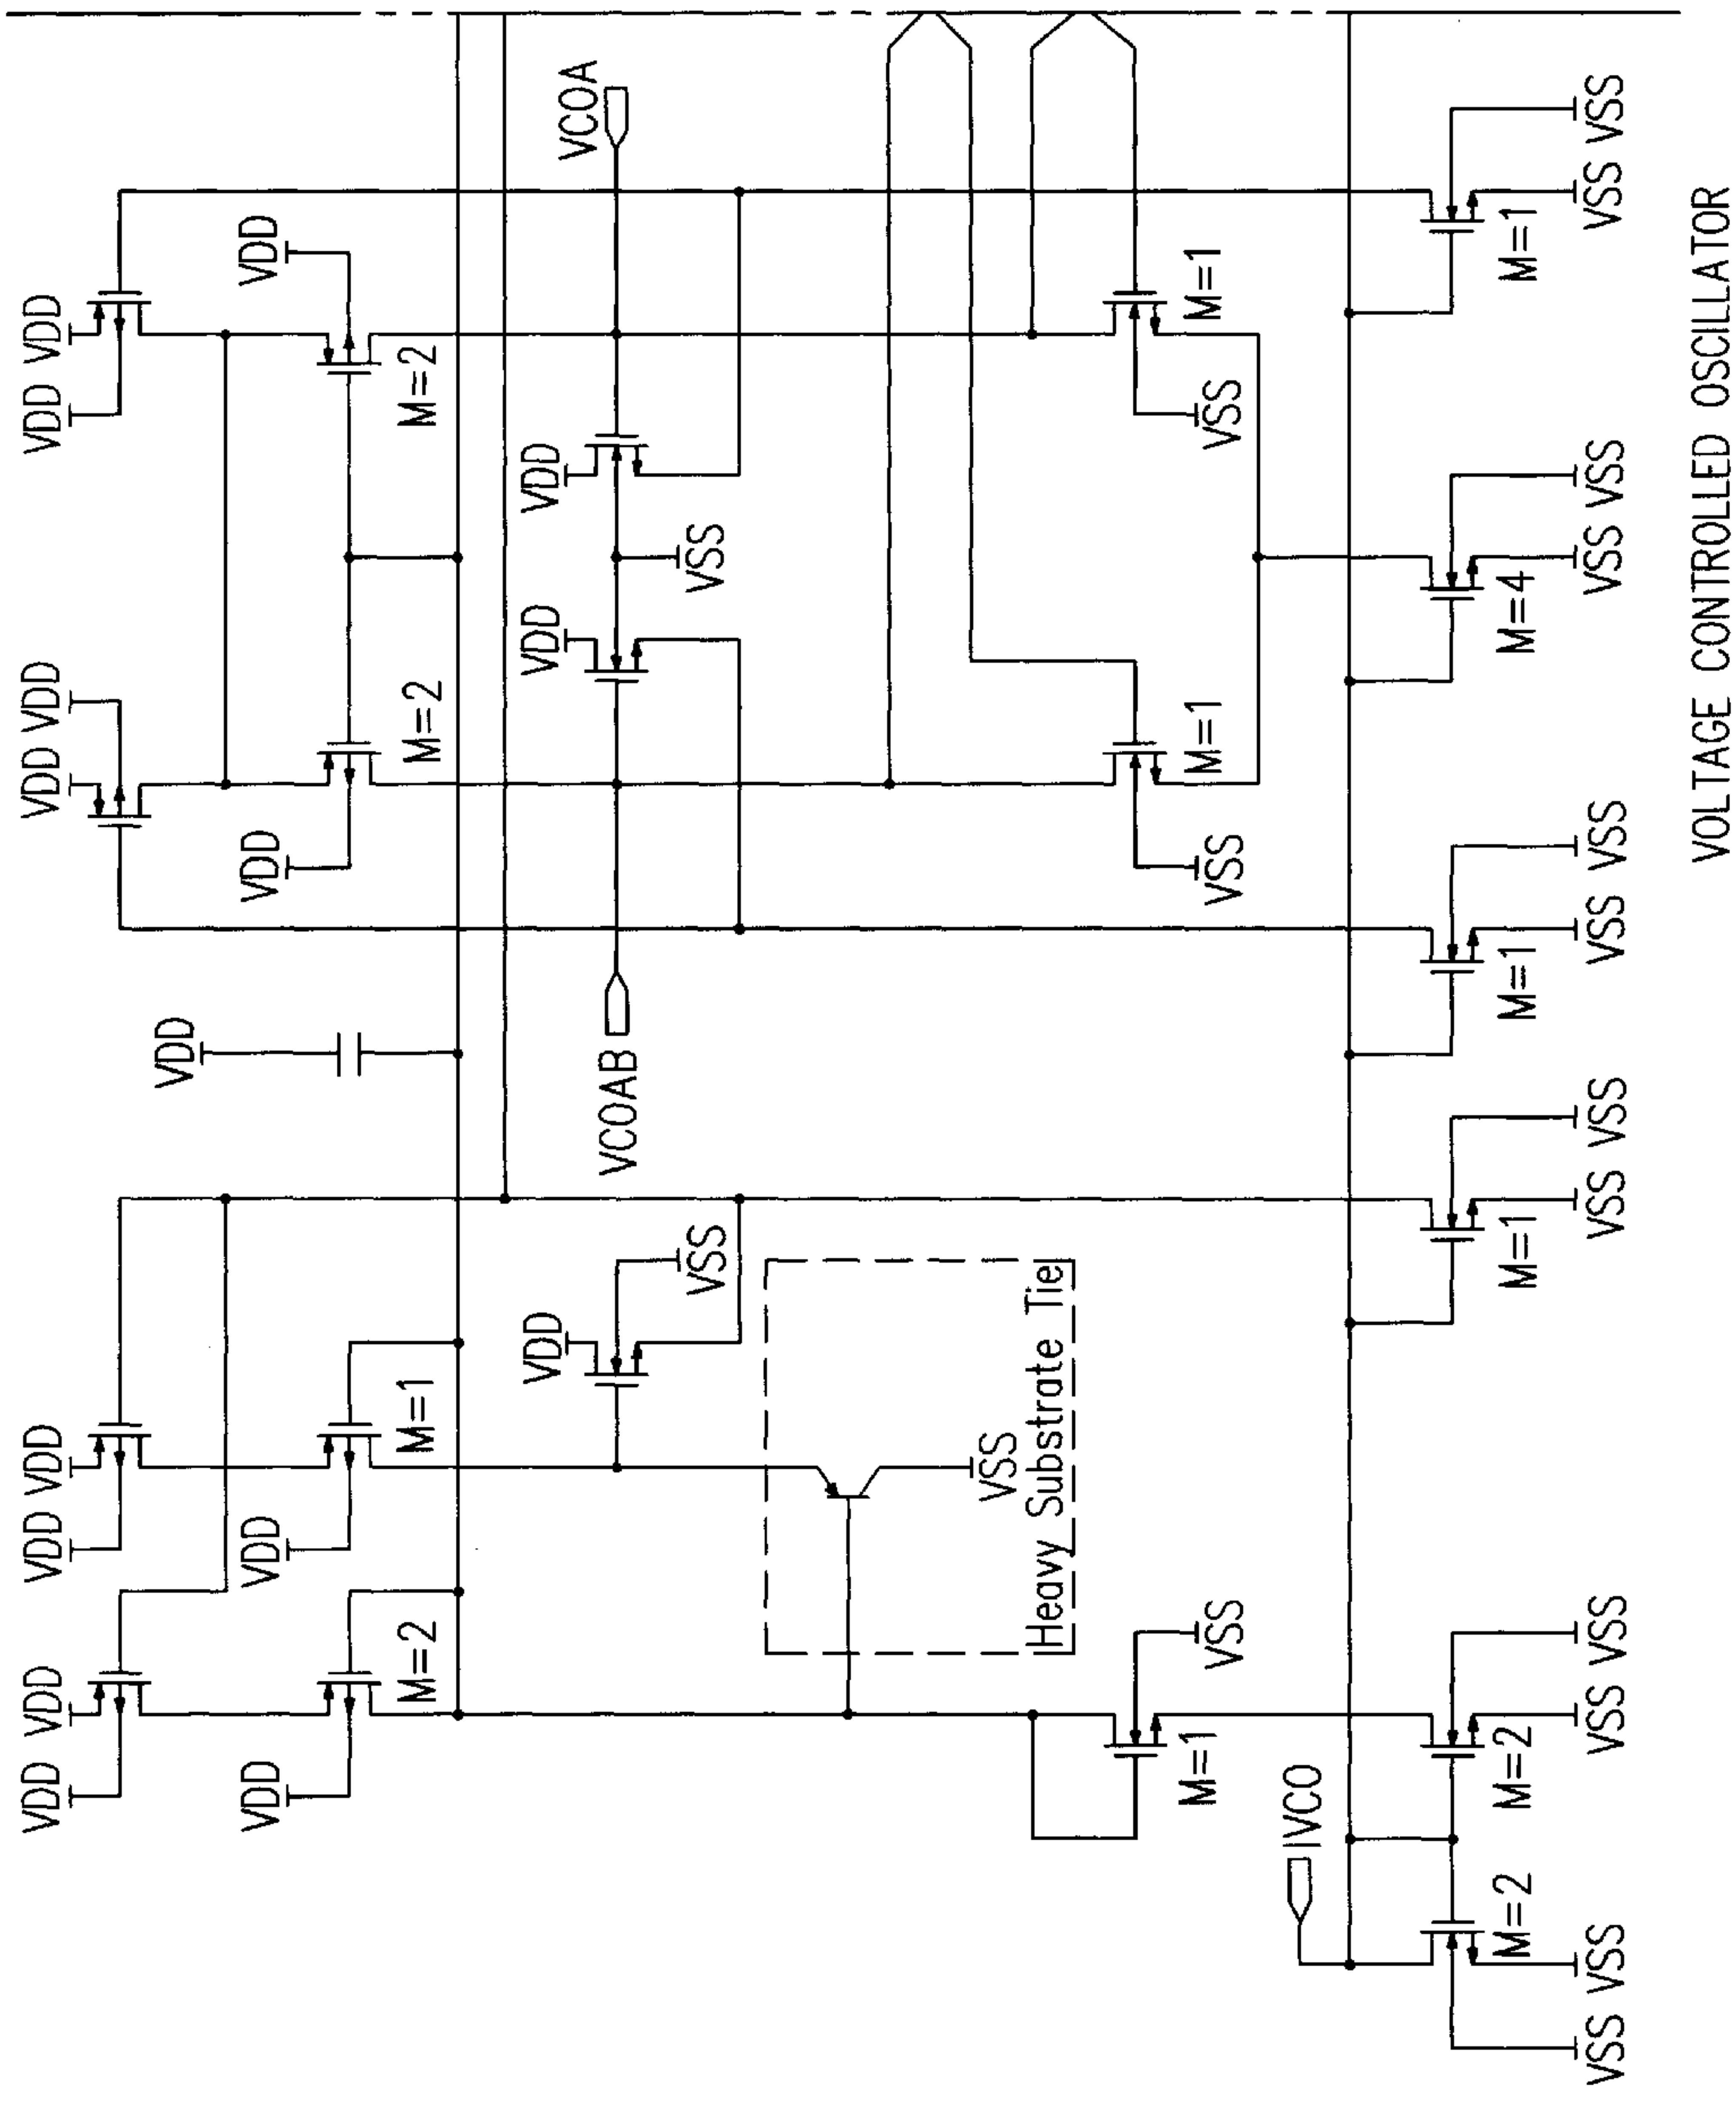 VDD VDD
VDD VDD
VDD VDD
VDD VDD
VDD
VDD
VDD
VDD
VDD
M=2
M=1
M=2
M=2
VDD
VDD
VDD
VCOA
VCOAB
VSS
VSS
VSS
Heavy Substrate Tie
M=1
VSS
VSS
M=1
VSS
M=1
IVCO
M=2
M=2
M=1
M=1
M=4
M=1
VSS VSS
VSS VSS
VSS VSS
VSS VSS
VSS VSS
VSS VSS
VOLTAGE CONTROLLED OSCILLATOR